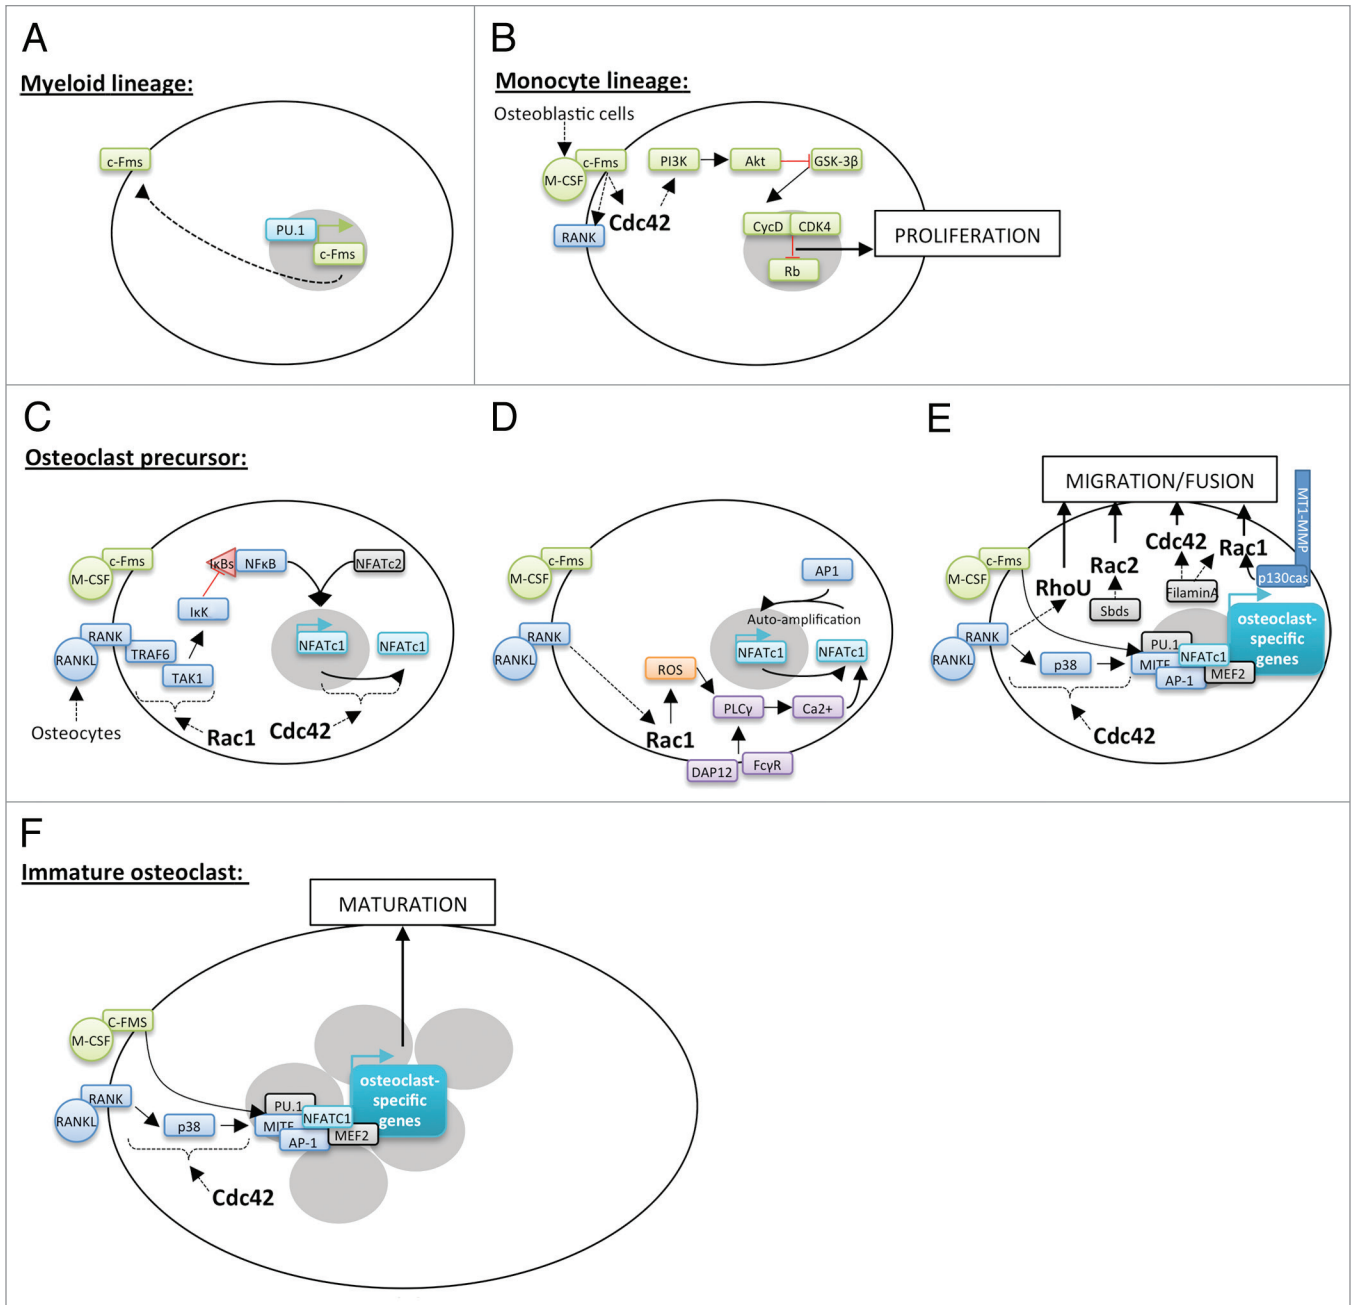 A
Myeloid lineage:
c-Fms
PU.1
c-Fms
B
Monocyte lineage:
Osteoblastic cells
c-Fms
M-CSF
PI3K
Akt
GSK-3β
Cdc42
RANK
CycD
CDK4
Rb
PROLIFERATION
C
Osteoclast precursor:
c-Fms
M-CSF
IκBs
NFκB
NFATc2
IκK
RANK
TRAF6
RANKL
TAK1
NFATc1
NFATc1
Osteocytes
Rac1
Cdc42
D
c-Fms
M-CSF
AP1
Auto-amplification
RANK
RANKL
NFATc1
NFATc1
ROS
PLCγ
Ca2+
Rac1
DAP12
FcγR
E
MIGRATION/FUSION
MT1-MMP
c-Fms
M-CSF
Cdc42
Rac1
Rac2
RhoU
p130cas
FilaminA
Sbds
RANK
RANKL
p38
PU.1
MITF
NFATc1
AP-1
MEF2
osteoclast-
specific
genes
Cdc42
F
Immature osteoclast:
MATURATION
C-FMS
M-CSF
RANK
RANKL
p38
PU.1
MITF
NFATC1
AP-1
MEF2
osteoclast-
specific
genes
Cdc42